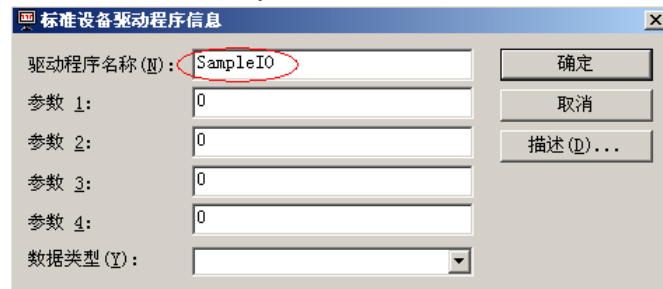 标准设备驱动程序信息
驱动程序名称(N): SampleIO
确定
参数 1: 0
取消
参数 2: 0
描述(D)...
参数 3: 0
参数 4: 0
数据类型(Y):